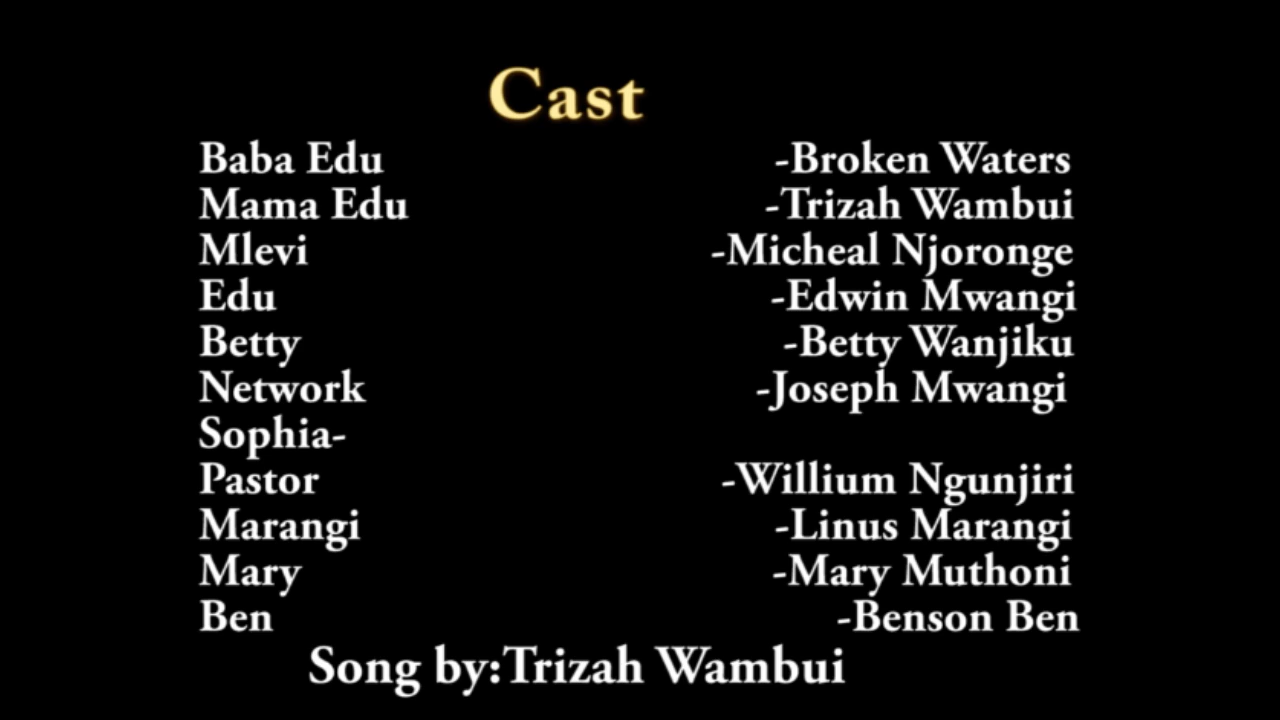 Cast
Baba Edu -Broken Waters
Mama Edu -Trizah Wambui
Mlevi -Micheal Njoronge
Edu -Edwin Mwangi
Betty -Betty Wanjiku
Network -Joseph Mwangi
Sophia-
Pastor -Willium Ngunjiri
Marangi -Linus Marangi
Mary -Mary Muthoni
Ben -Benson Ben
Song by:Trizah Wambui